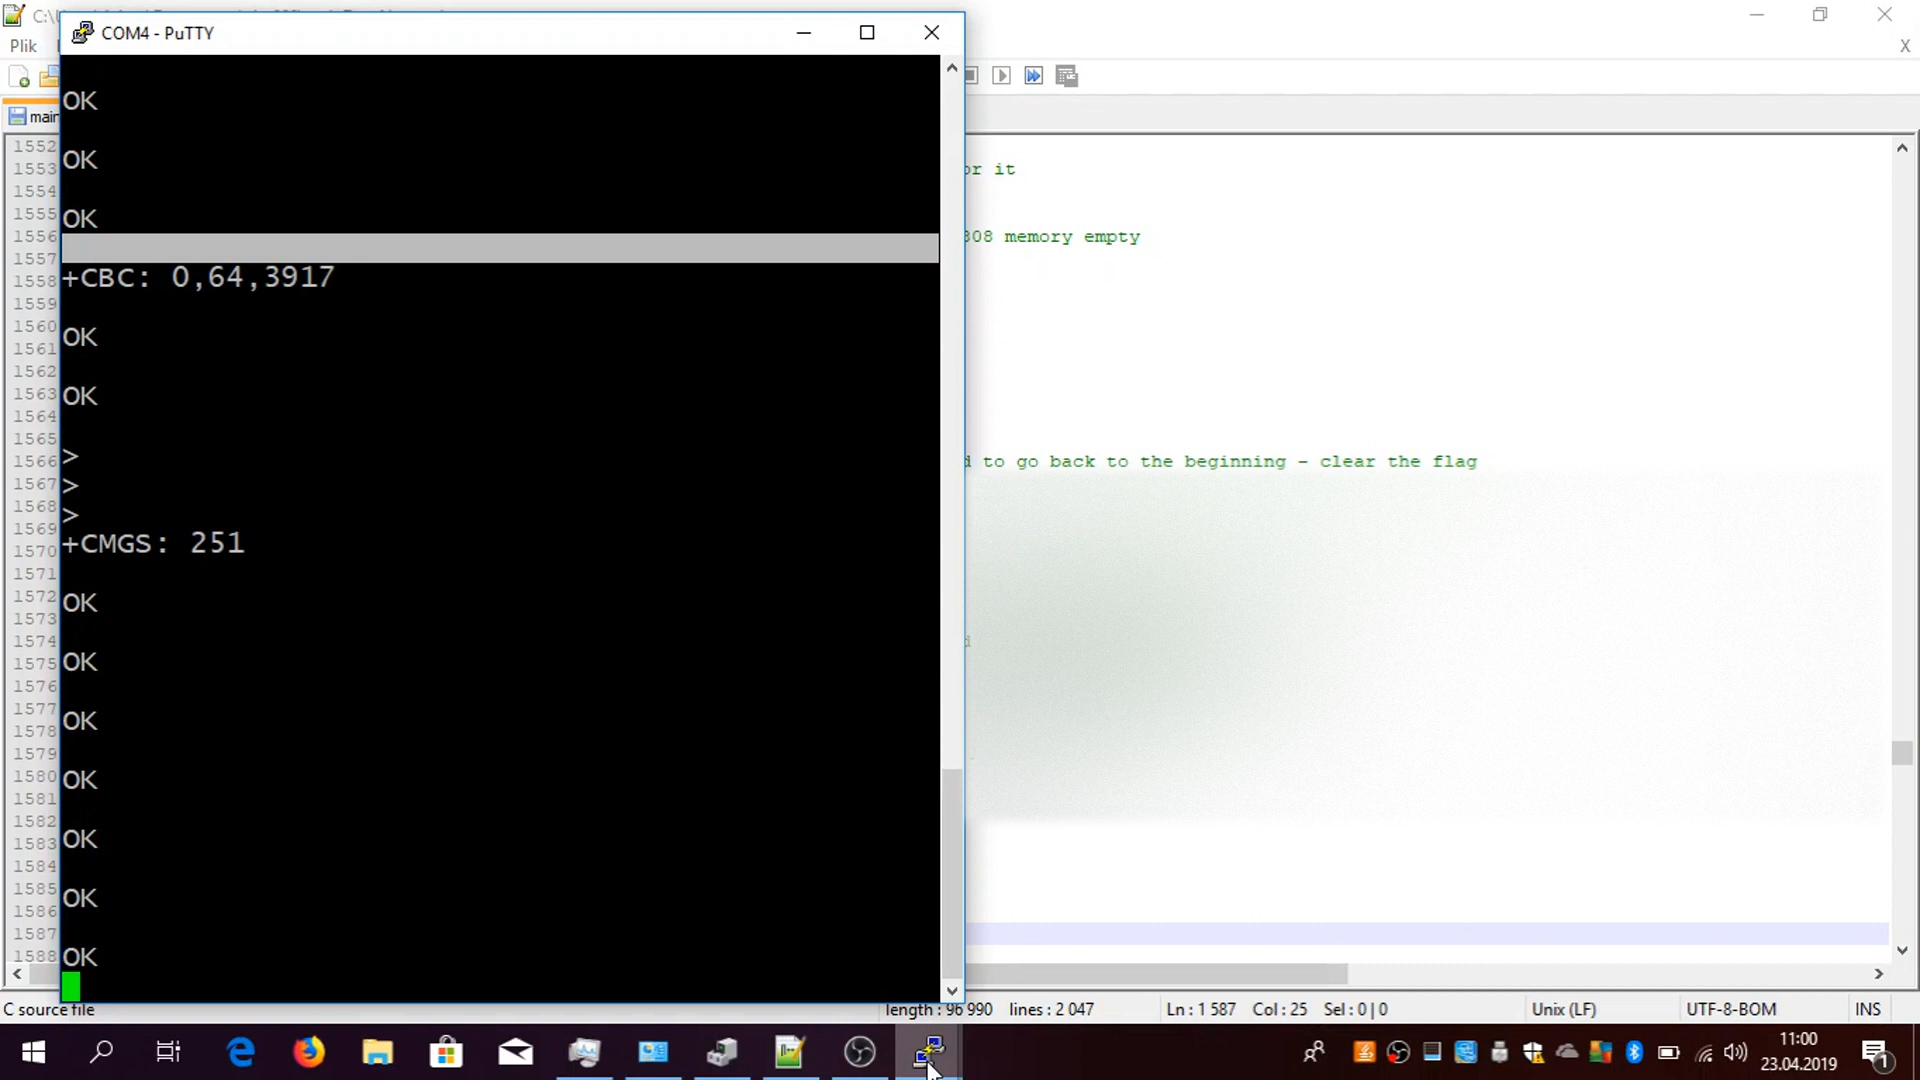 COM4 - PuTTY
Plik
X
main
OK
OK
OK
+CBC: 0,64,3917
OK
OK
>
>
>
+CMGS: 251
OK
OK
OK
OK
OK
OK
OK
1552
1553
1554
1555
1556
1557
1558
1559
1560
1561
1562
1563
1564
1565
1566
1567
1568
1569
1570
1571
1572
1573
1574
1575
1576
1577
1578
1579
1580
1581
1582
1583
1584
1585
1586
1587
1588
or it
808 memory empty
d to go back to the beginning - clear the flag
d
C source file
length : 96 990 lines : 2 047
Ln : 1 587 Col : 25 Sel : 0 | 0
Unix (LF)
UTF-8-BOM
INS
11:00
23.04.2019
1